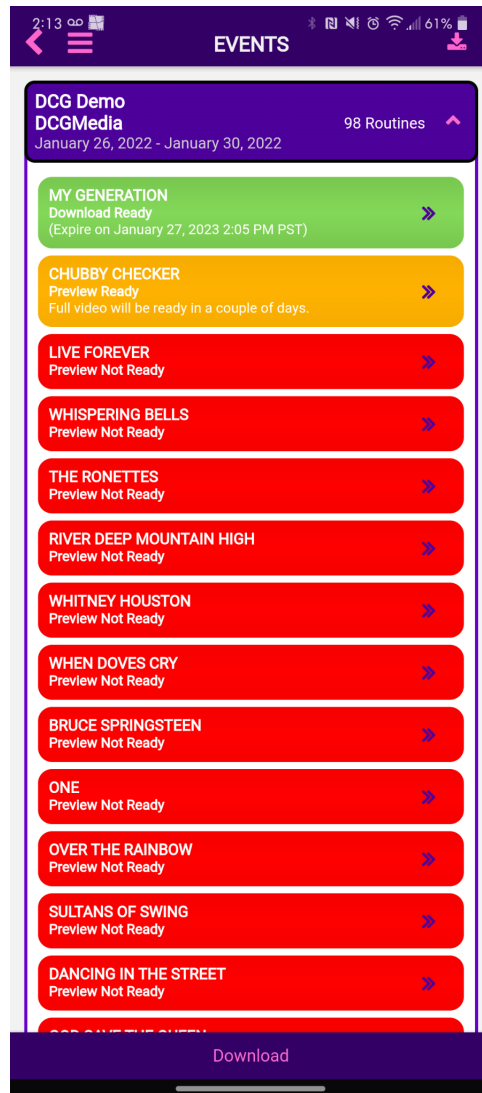 2:13
61%
EVENTS
DCG Demo
DCGMedia
98 Routines
January 26, 2022 - January 30, 2022
MY GENERATION
Download Ready
(Expire on January 27, 2023 2:05 PM PST)
CHUBBY CHECKER
Preview Ready
Full video will be ready in a couple of days.
LIVE FOREVER
Preview Not Ready
WHISPERING BELLS
Preview Not Ready
THE RONETTES
Preview Not Ready
RIVER DEEP MOUNTAIN HIGH
Preview Not Ready
WHITNEY HOUSTON
Preview Not Ready
WHEN DOVES CRY
Preview Not Ready
BRUCE SPRINGSTEEN
Preview Not Ready
ONE
Preview Not Ready
OVER THE RAINBOW
Preview Not Ready
SULTANS OF SWING
Preview Not Ready
DANCING IN THE STREET
Preview Not Ready
GOD SAVE THE QUEEN
Download